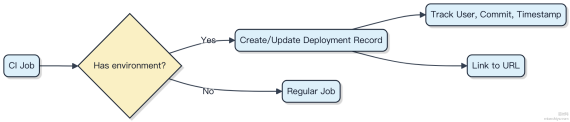 CI Job
Has environment?
Yes
No
Create/Update Deployment Record
Regular Job
Track User, Commit, Timestamp
Link to URL